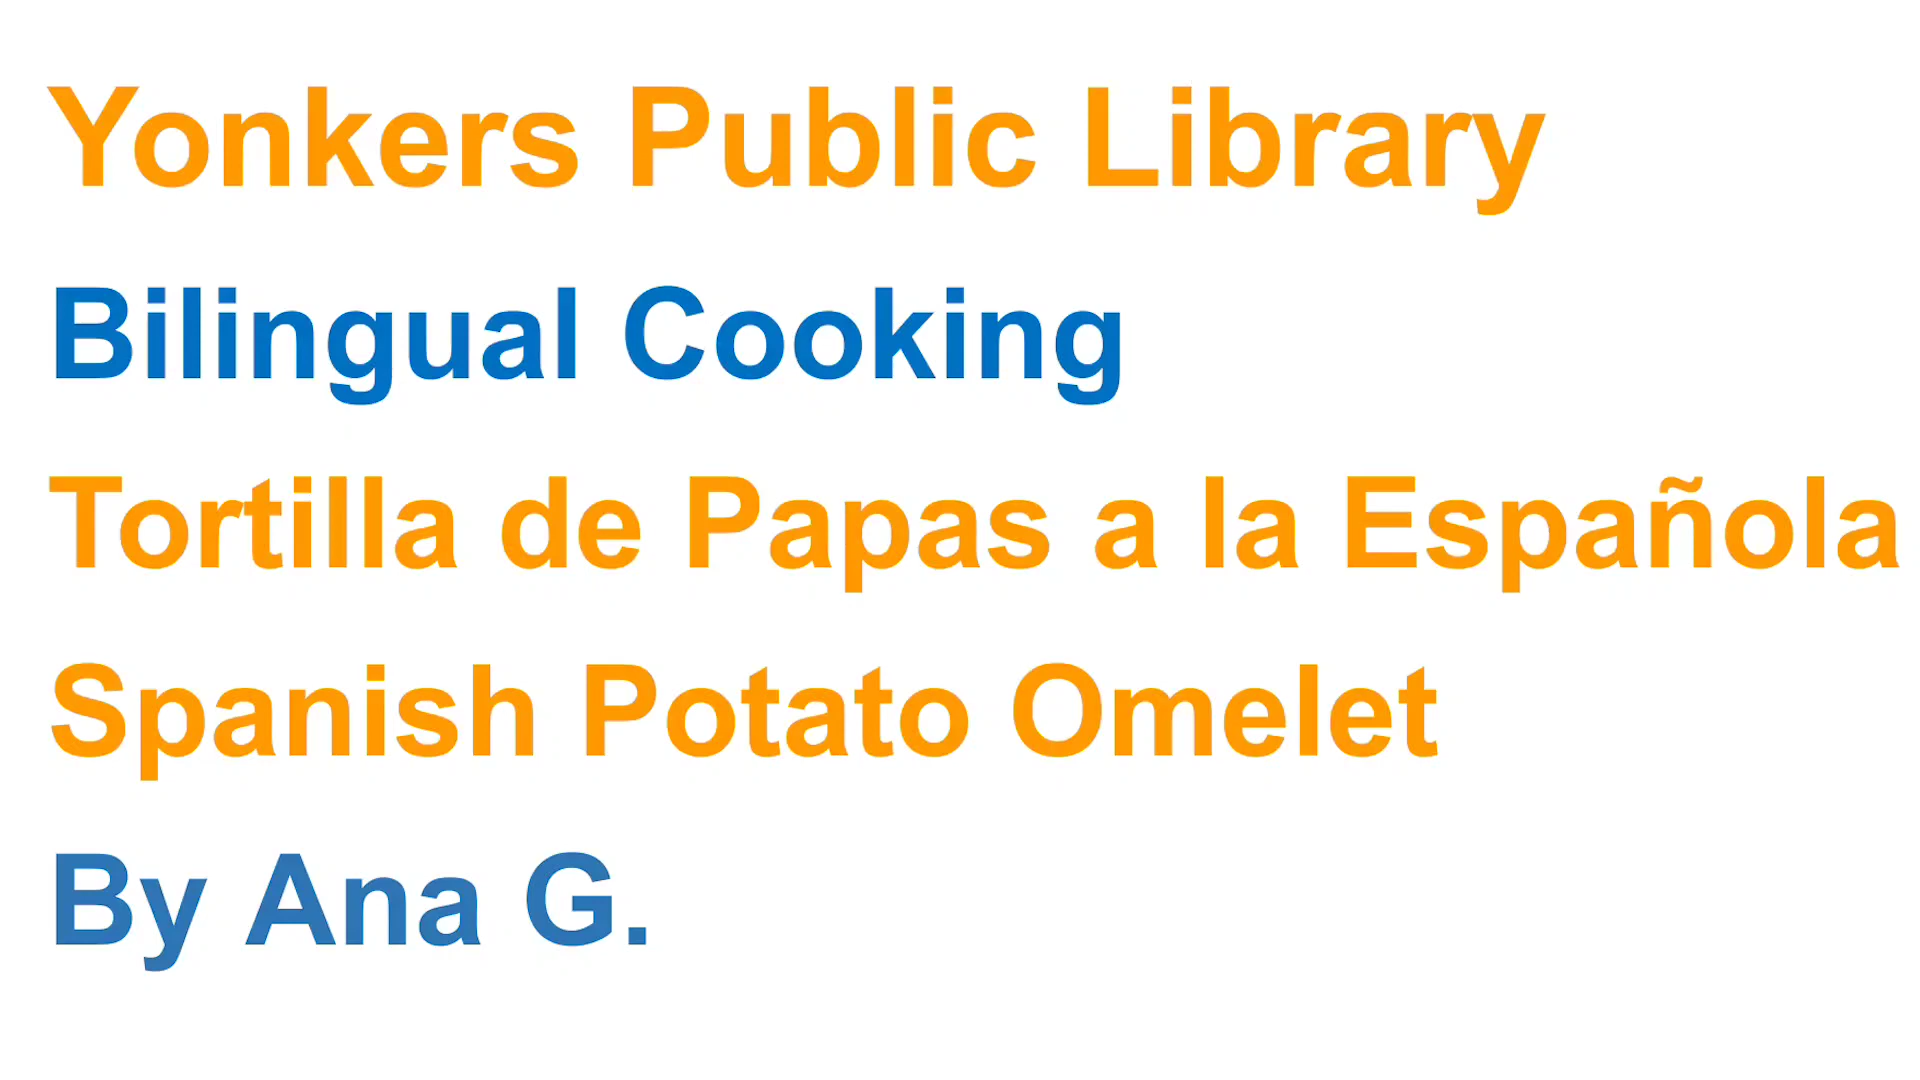 Yonkers Public Library
Bilingual Cooking
Tortilla de Papas a la Española
Spanish Potato Omelet
By Ana G.